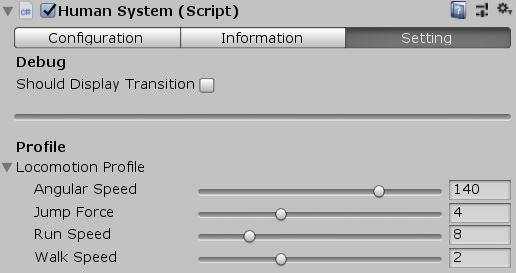 Human System (Script)
Configuration Information Setting
Debug
Should Display Transition
Profile
Locomotion Profile
Angular Speed 140
Jump Force 4
Run Speed 8
Walk Speed 2